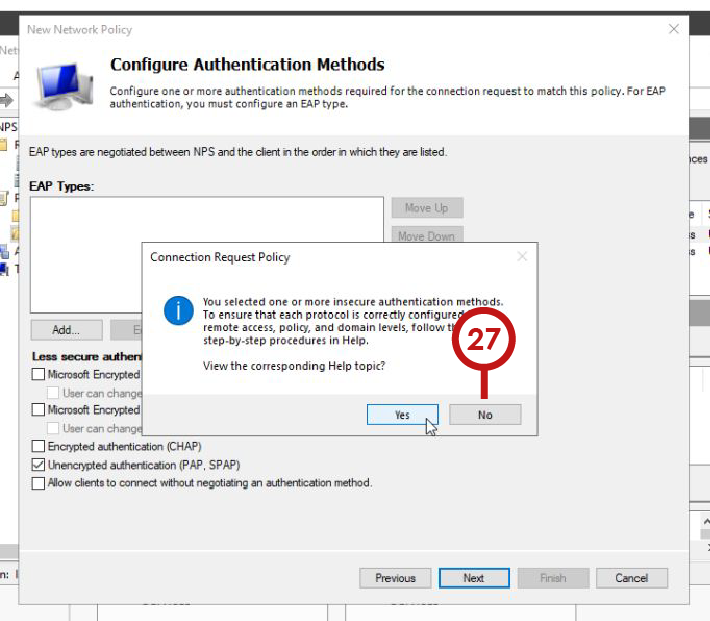 New Network Policy
Configure Authentication Methods
Configure one or more authentication methods required for the connection request to match this policy. For EAP
authentication, you must configure an EAP type.
NPS
EAP types are negotiated between NPS and the client in the order in which they are listed.
EAP Types:
Move Up
Move Down
Connection Request Policy
You selected one or more insecure authentication methods.
To ensure that each protocol is correctly configured
remote access, policy, and domain levels, follow
step-by-step procedures in Help.
View the corresponding Help topic?
27
Yes
No
Add...
Less secure authen
Microsoft Encrypted
User can change
Microsoft Encrypted
User can change
Encrypted authentication (CHAP)
Unencrypted authentication (PAP, SPAP)
Allow clients to connect without negotiating an authentication method.
Previous
Next
Finish
Cancel